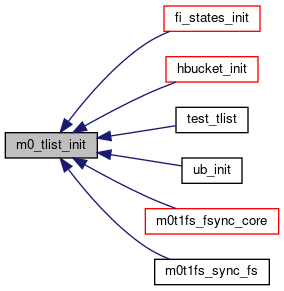 fi_states_init
hbucket_init
test_tlist
m0_tlist_init
ub_init
m0t1fs_fsync_core
m0t1fs_sync_fs